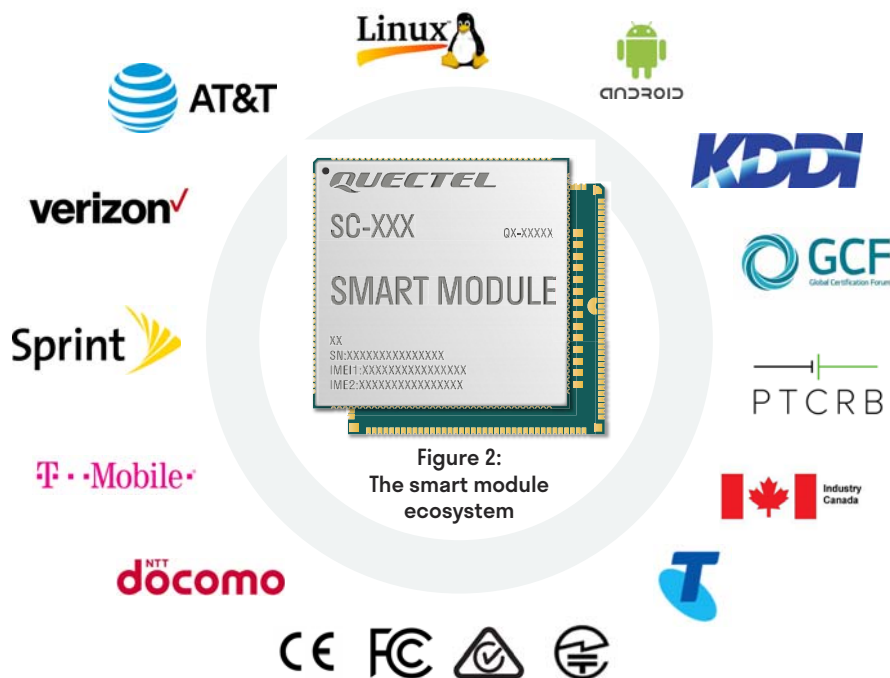 Linux
ANDROID
AT&T
KDDI
verizon
GCF
Global Certification Forum
Sprint
PTCRB
T··Mobile·
Industry
Canada
NTT
docomo
T
CE FC
QUECTEL
SC-XXX
QX-XXXXX
SMART MODULE
XX
SN:XXXXXXXXXXXXXXX
IMEI1:XXXXXXXXXXXXXXXX
IME2:XXXXXXXXXXXXXXXX
Figure 2:
The smart module
ecosystem